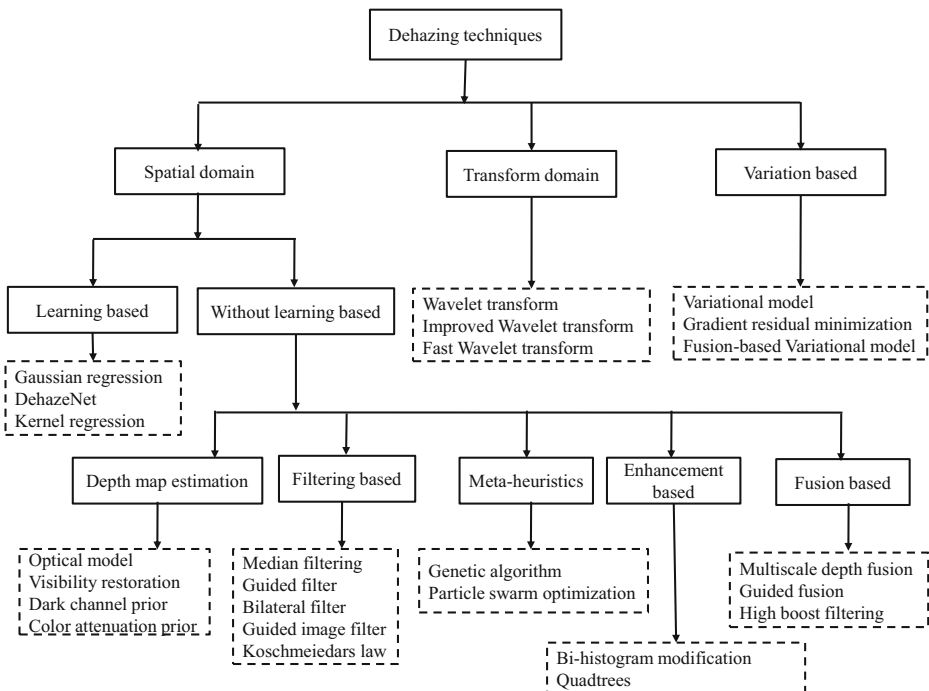 Dehazing techniques
Spatial domain
Transform domain
Variation based
Learning based
Without learning based
Wavelet transform
Improved Wavelet transform
Fast Wavelet transform
Variational model
Gradient residual minimization
Fusion-based Variational model
Gaussian regression
DehazeNet
Kernel regression
Depth map estimation
Filtering based
Meta-heuristics
Enhancement
based
Fusion based
Optical model
Visibility restoration
Dark channel prior
Color attenuation prior
Median filtering
Guided filter
Bilateral filter
Guided image filter
Koschmeiedars law
Genetic algorithm
Particle swarm optimization
Multiscale depth fusion
Guided fusion
High boost filtering
Bi-histogram modification
Quadtrees